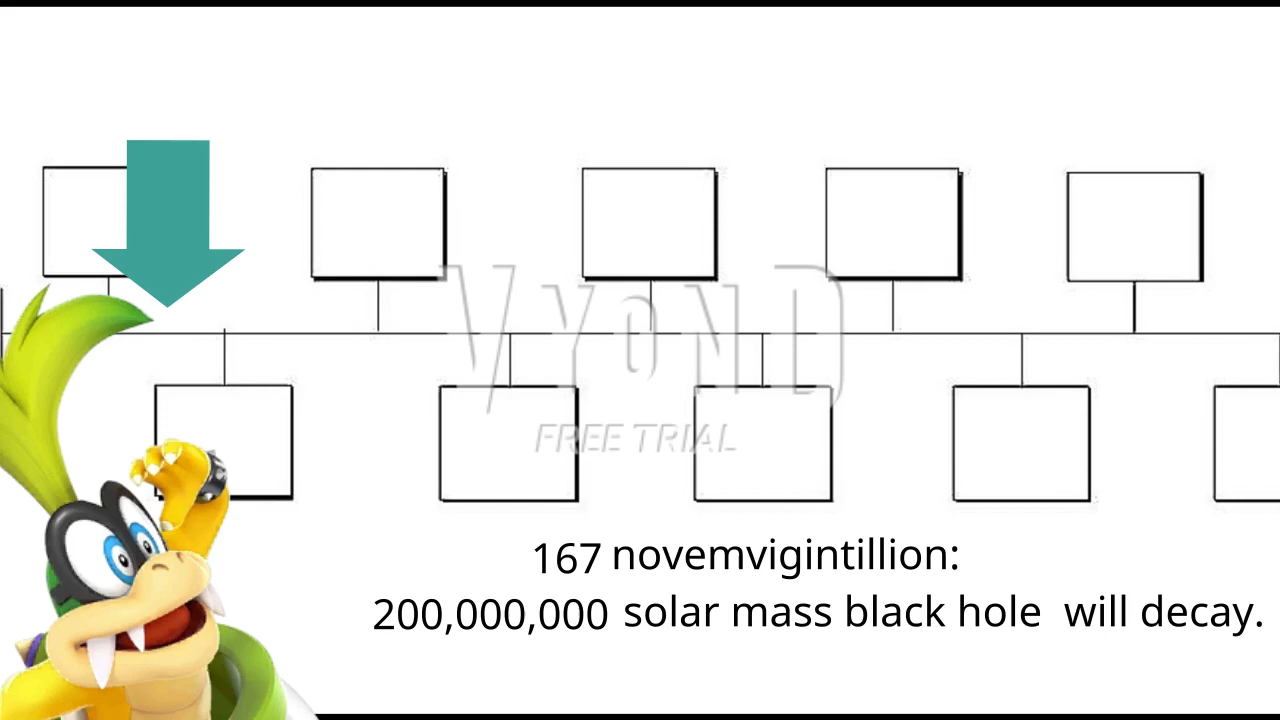 VYOND
FREE TRIAL
167 novemvigintillion:
200,000,000 solar mass black hole will decay.